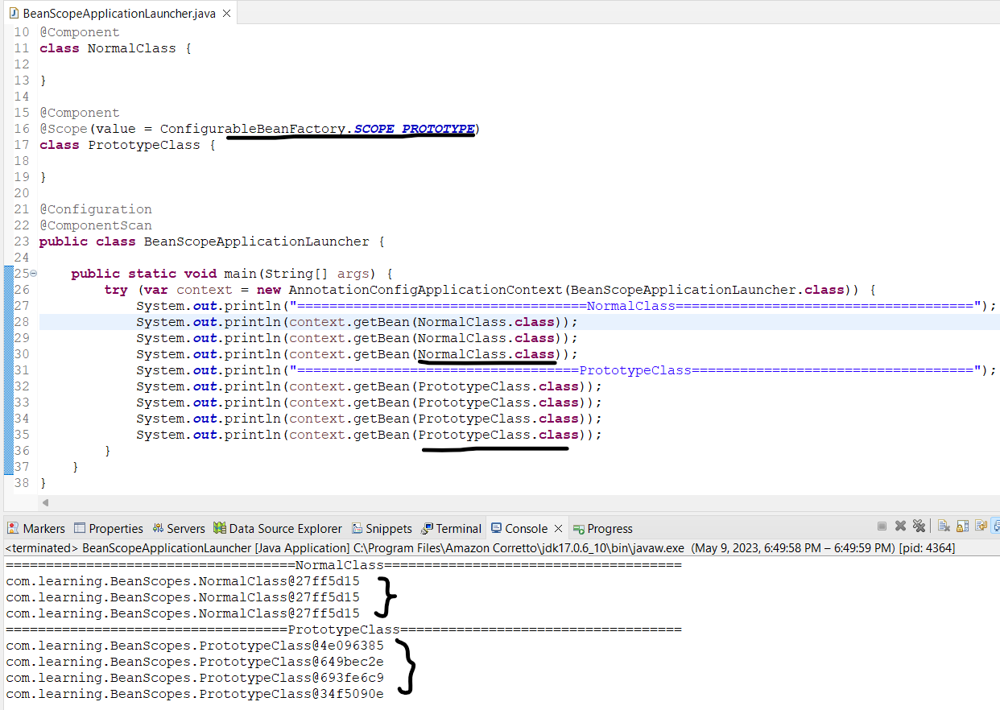 BeanScopeApplicationLauncher.java
10 @Component
11 class NormalClass {
12
13 }
14
15 @Component
16 @Scope(value = ConfigurableBeanFactory.SCOPE_PROTOTYPE)
17 class PrototypeClass {
18
19 }
20
21 @Configuration
22 @ComponentScan
23 public class BeanScopeApplicationLauncher {
24
25 public static void main(String[] args) {
26 try (var context = new AnnotationConfigApplicationContext(BeanScopeApplicationLauncher.class)) {
27 System.out.println("====================================NormalClass=====================================");
28 System.out.println(context.getBean(NormalClass.class));
29 System.out.println(context.getBean(NormalClass.class));
30 System.out.println(context.getBean(NormalClass.class));
31 System.out.println("===================================PrototypeClass===================================");
32 System.out.println(context.getBean(PrototypeClass.class));
33 System.out.println(context.getBean(PrototypeClass.class));
34 System.out.println(context.getBean(PrototypeClass.class));
35 System.out.println(context.getBean(PrototypeClass.class));
36 }
37 }
38 }
Markers Properties Servers Data Source Explorer Snippets Terminal Console Progress
<terminated> BeanScopeApplicationLauncher [Java Application] C:\Program Files\Amazon Corretto\jdk17.0.6_10\bin\javaw.exe (May 9, 2023, 6:49:58 PM – 6:49:59 PM) [pid: 4364]
====================================NormalClass=====================================
com.learning.BeanScopes.NormalClass@27ff5d15
com.learning.BeanScopes.NormalClass@27ff5d15
com.learning.BeanScopes.NormalClass@27ff5d15
===================================PrototypeClass===================================
com.learning.BeanScopes.PrototypeClass@4e096385
com.learning.BeanScopes.PrototypeClass@649bec2e
com.learning.BeanScopes.PrototypeClass@693fe6c9
com.learning.BeanScopes.PrototypeClass@34f5090e